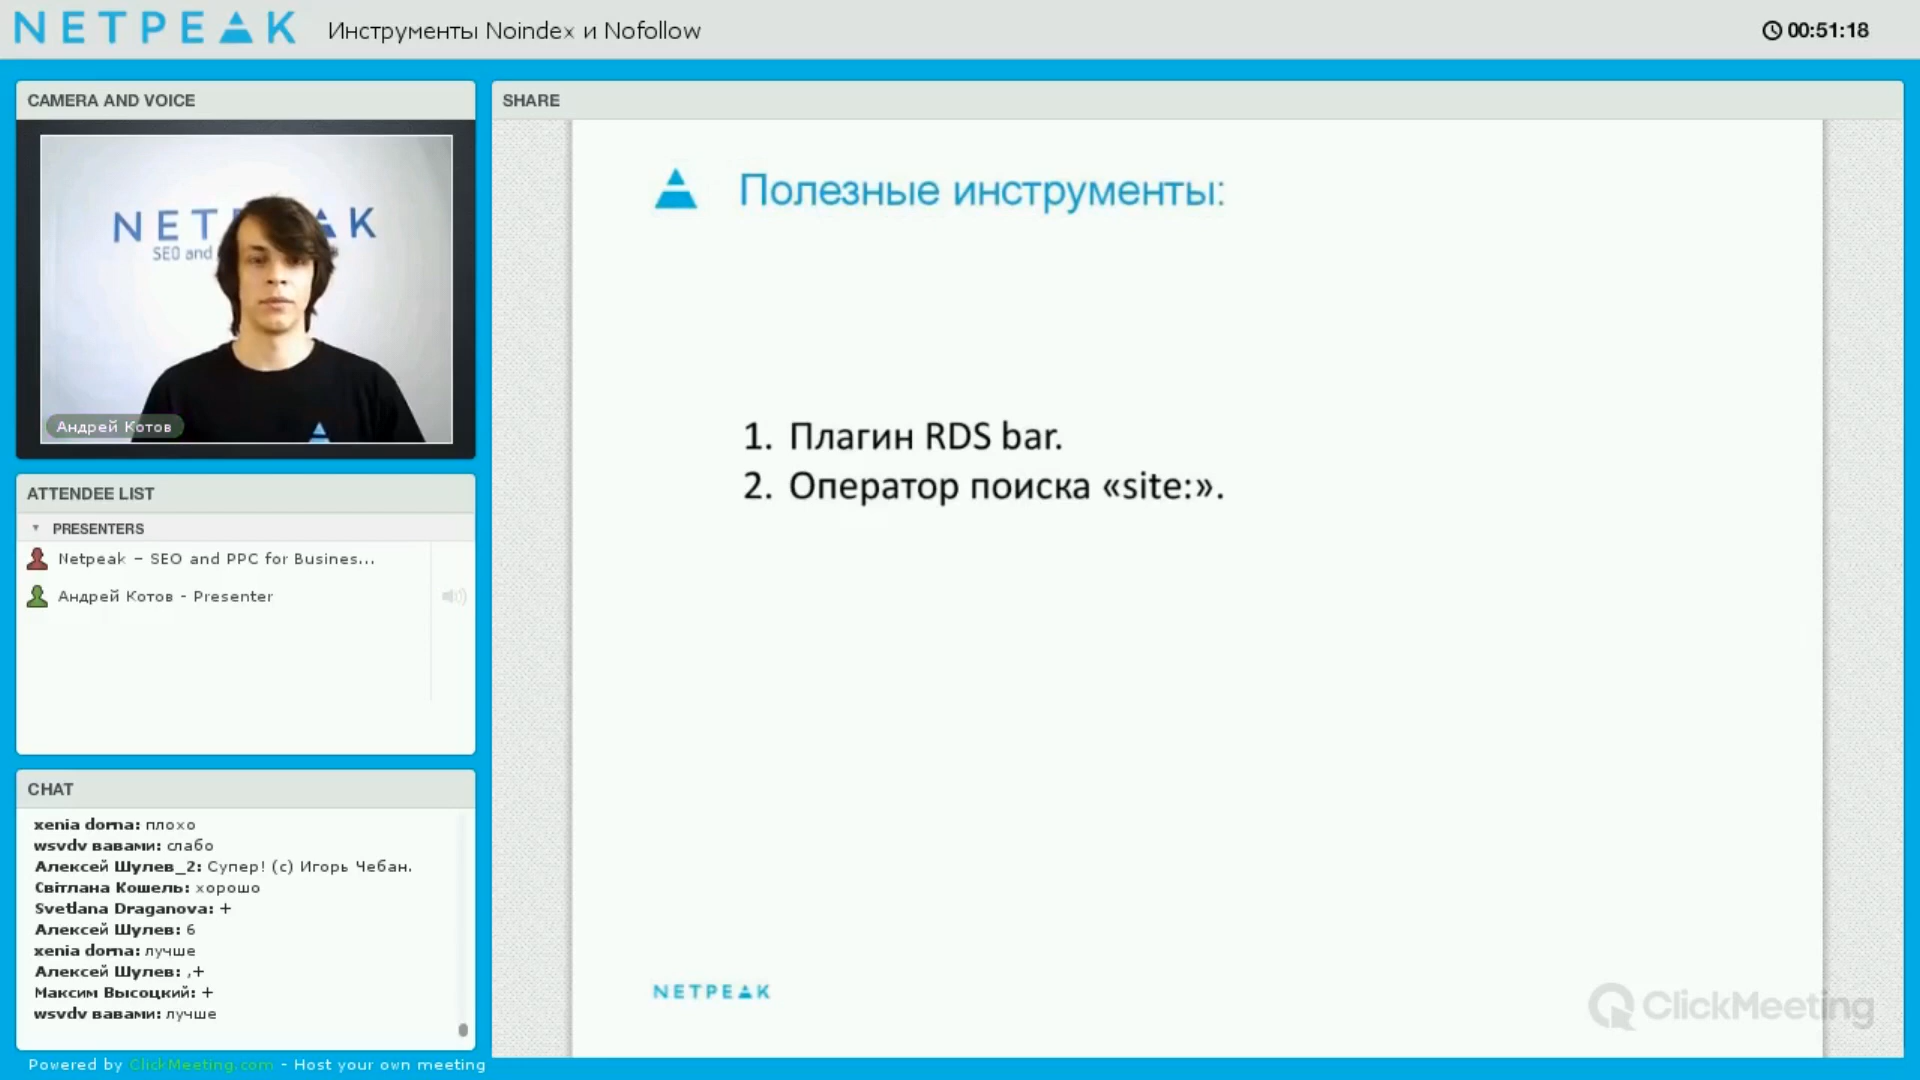 NETPEAK
Инструменты Noindex и Nofollow
00:51:18
CAMERA AND VOICE
NETPEAK
SEO and
Андрей Котов
ATTENDEE LIST
PRESENTERS
Netpeak – SEO and PPC for Busines...
Андрей Котов - Presenter
CHAT
xenia doma: плохо
wsvdv вавами: слабо
Алексей Шулев_2: Супер! (с) Игорь Чебан.
Світлана Кошель: хорошо
Svetlana Draganova: +
Алексей Шулев: 6
xenia doma: лучше
Алексей Шулев: ,+
Максим Высоцкий: +
wsvdv вавами: лучше
Powered by ClickMeeting.com - Host your own meeting
SHARE
Полезные инструменты:
1. Плагин RDS bar.
2. Оператор поиска «site:».
NETPEAK
ClickMeeting